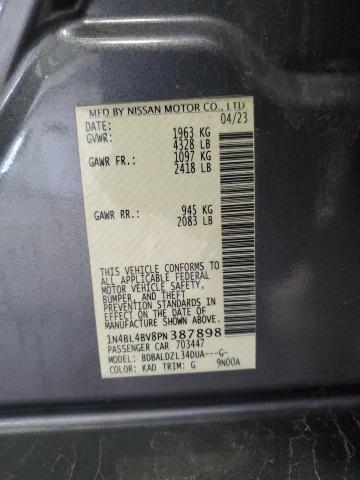 MFD BY NISSAN MOTOR CO., LTD
DATE: 04/23
GVWR: 1963 KG
4328 LB
GAWR FR: 1097 KG
2418 LB
GAWR RR: 945 KG
2083 LB
THIS VEHICLE CONFORMS TO
ALL APPLICABLE FEDERAL
MOTOR VEHICLE SAFETY,
BUMPER, AND THEFT
PREVENTION STANDARDS IN
EFFECT ON THE DATE OF
MANUFACTURE SHOWN ABOVE.
1N4BL4BV8PN387898
PASSENGER CAR 703447
MODEL: BDBALDZL34DUA---G-
COLOR: KAD TRIM: G 9N00A